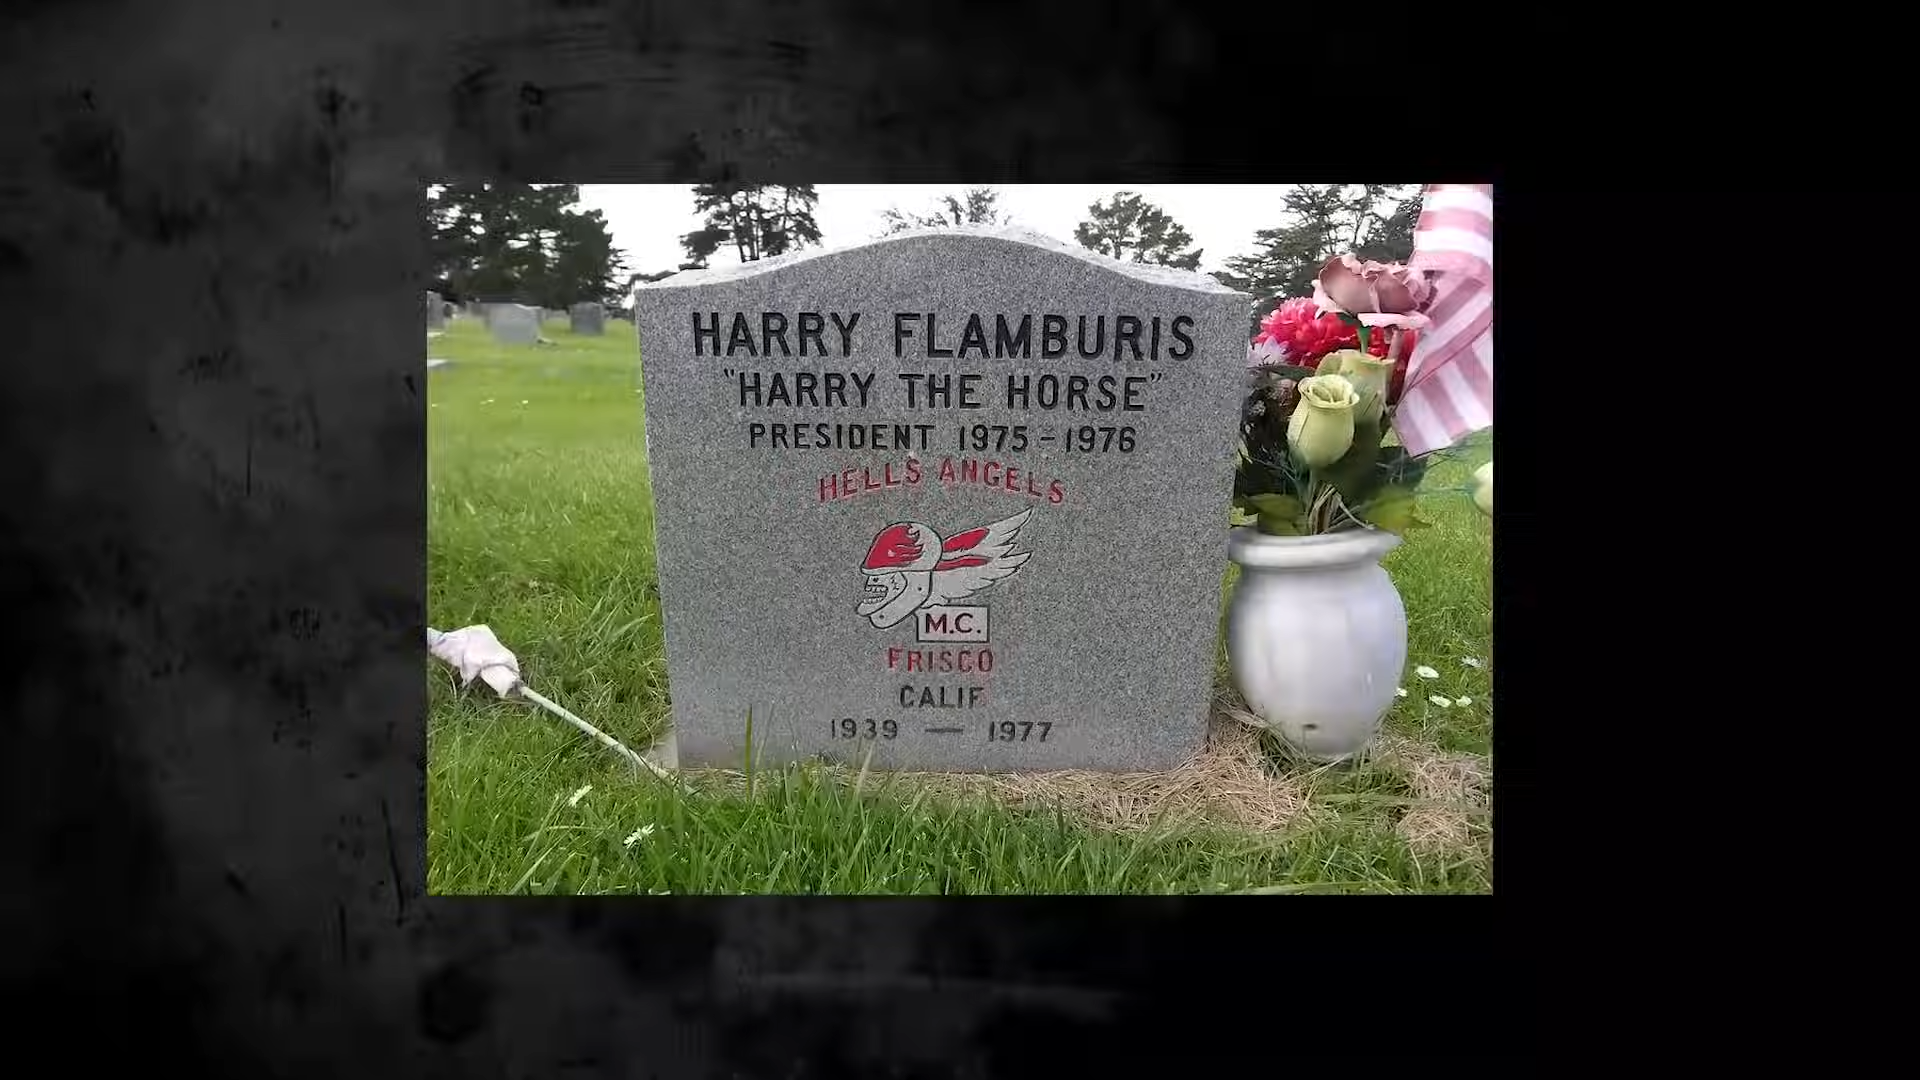 HARRY FLAMBURIS
"HARRY THE HORSE"
PRESIDENT 1975-1976
HELLS ANGELS
M.C.
FRISCO
CALIF
1939 — 1977